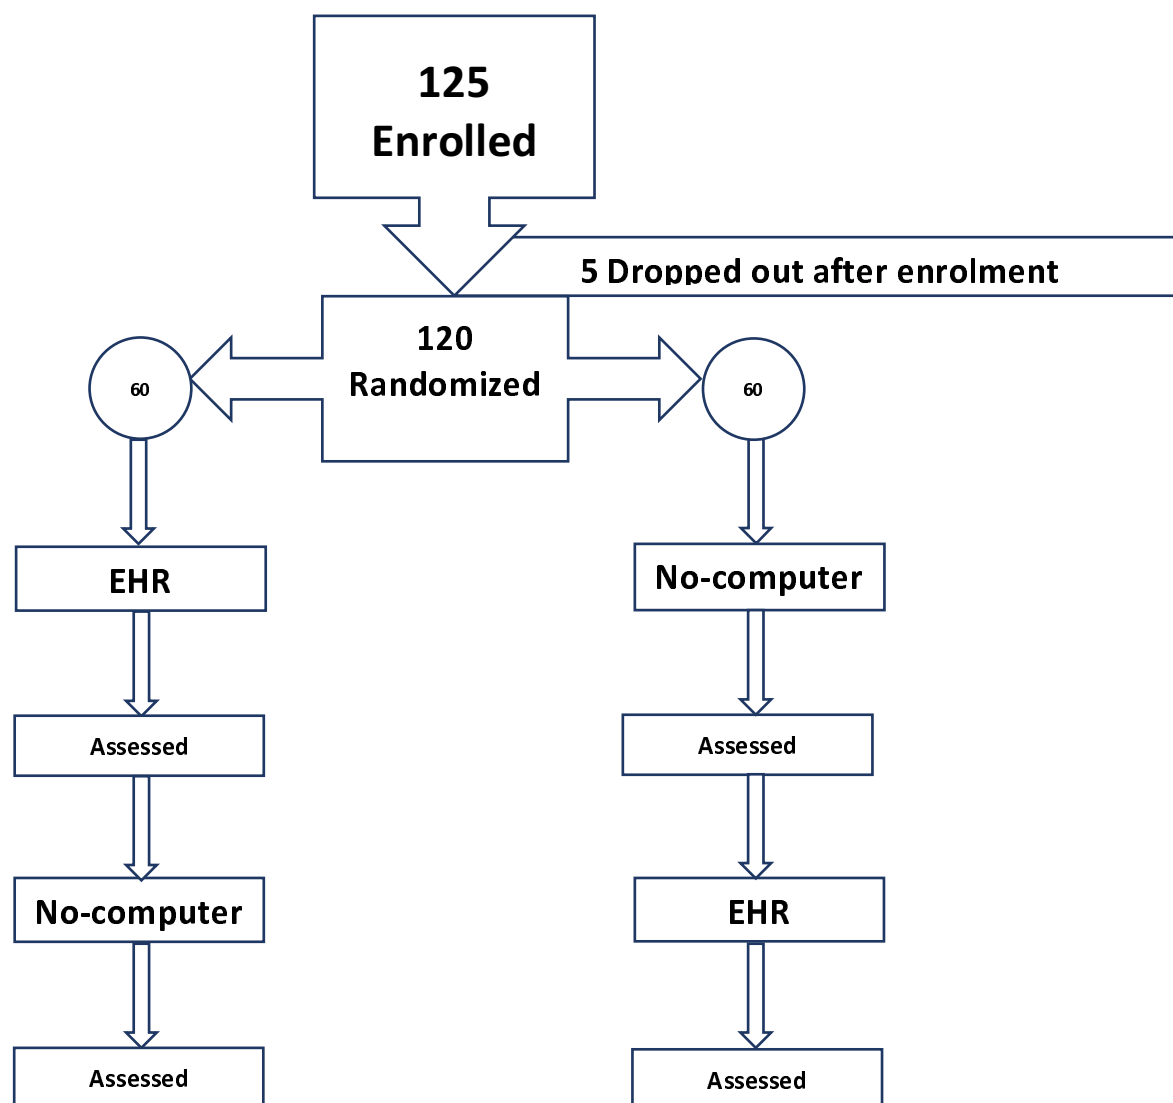 125
Enrolled
5 Dropped out after enrolment
120
Randomized
60
60
EHR
No-computer
Assessed
Assessed
No-computer
EHR
Assessed
Assessed